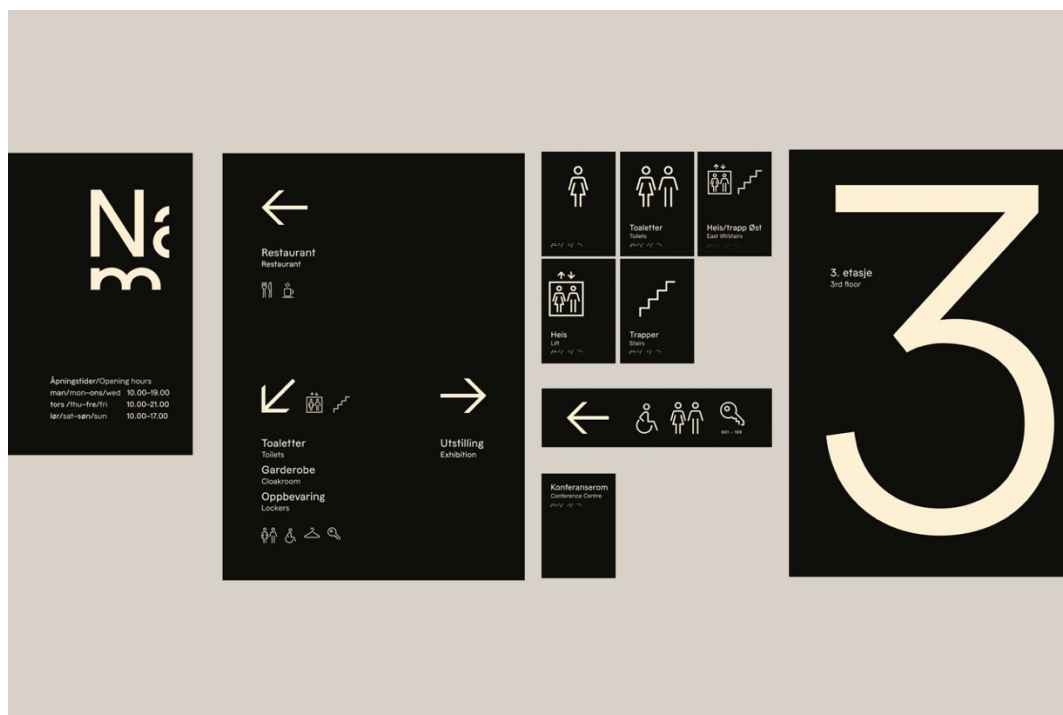 Na
m
Åpningstider/Opening hours
man/mon–ons/wed 10.00–19.00
tors /thu–fre/fri 10.00–21.00
lør/sat–søn/sun 10.00–17.00
Restaurant
Restaurant
Toaletter
Toilets
Garderobe
Cloakroom
Oppbevaring
Lockers
Utstilling
Exhibition
Toaletter
Toilets
Heis/trapp Øst
East lift/stairs
Heis
Lift
Trapper
Stairs
Konferanserom
Conference Centre
3. etasje
3rd floor
3